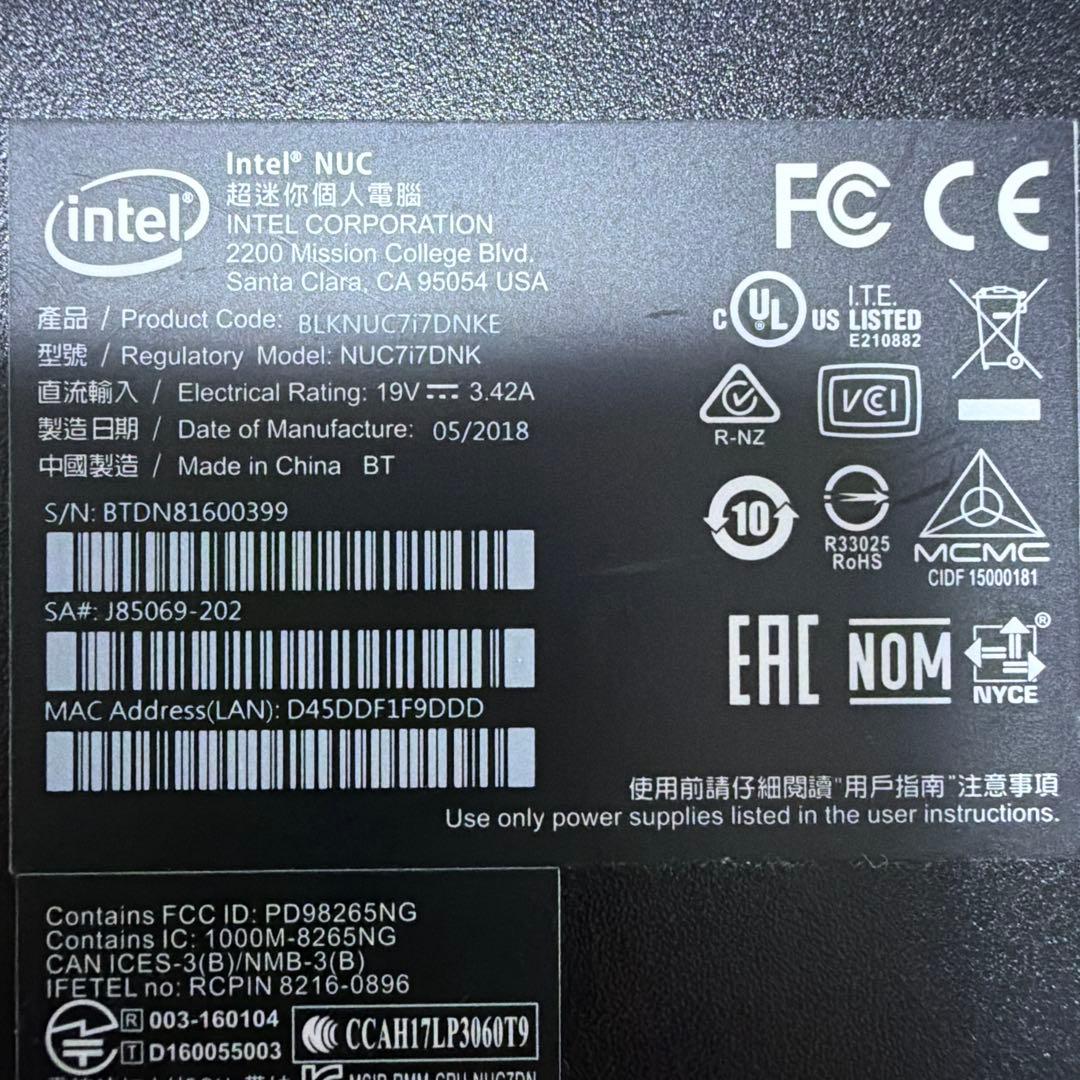 intel®
Intel® NUC
超迷你個人電腦
INTEL CORPORATION
2200 Mission College Blvd.
Santa Clara, CA 95054 USA
產品 / Product Code: BLKNUC7i7DNKE
型號 / Regulatory Model: NUC7i7DNK
直流輸入 / Electrical Rating: 19V 3.42A
製造日期 / Date of Manufacture: 05/2018
中國製造 / Made in China BT
S/N: BTDN81600399
SA#: J85069-202
MAC Address(LAN): D45DDF1F9DDD
FC CE
c UL® US I.T.E. LISTED
E210882
R-NZ
VCI
10
R33025
RoHS
MCMC
CIDF 15000181
EAC NOM NYCE®
使用前請仔細閱讀"用戶指南"注意事項
Use only power supplies listed in the user instructions.
Contains FCC ID: PD98265NG
Contains IC: 1000M-8265NG
CAN ICES-3(B)/NMB-3(B)
IFETEL no: RCPIN 8216-0896
R 003-160104
T D160055003
CCAH17LP3060T9